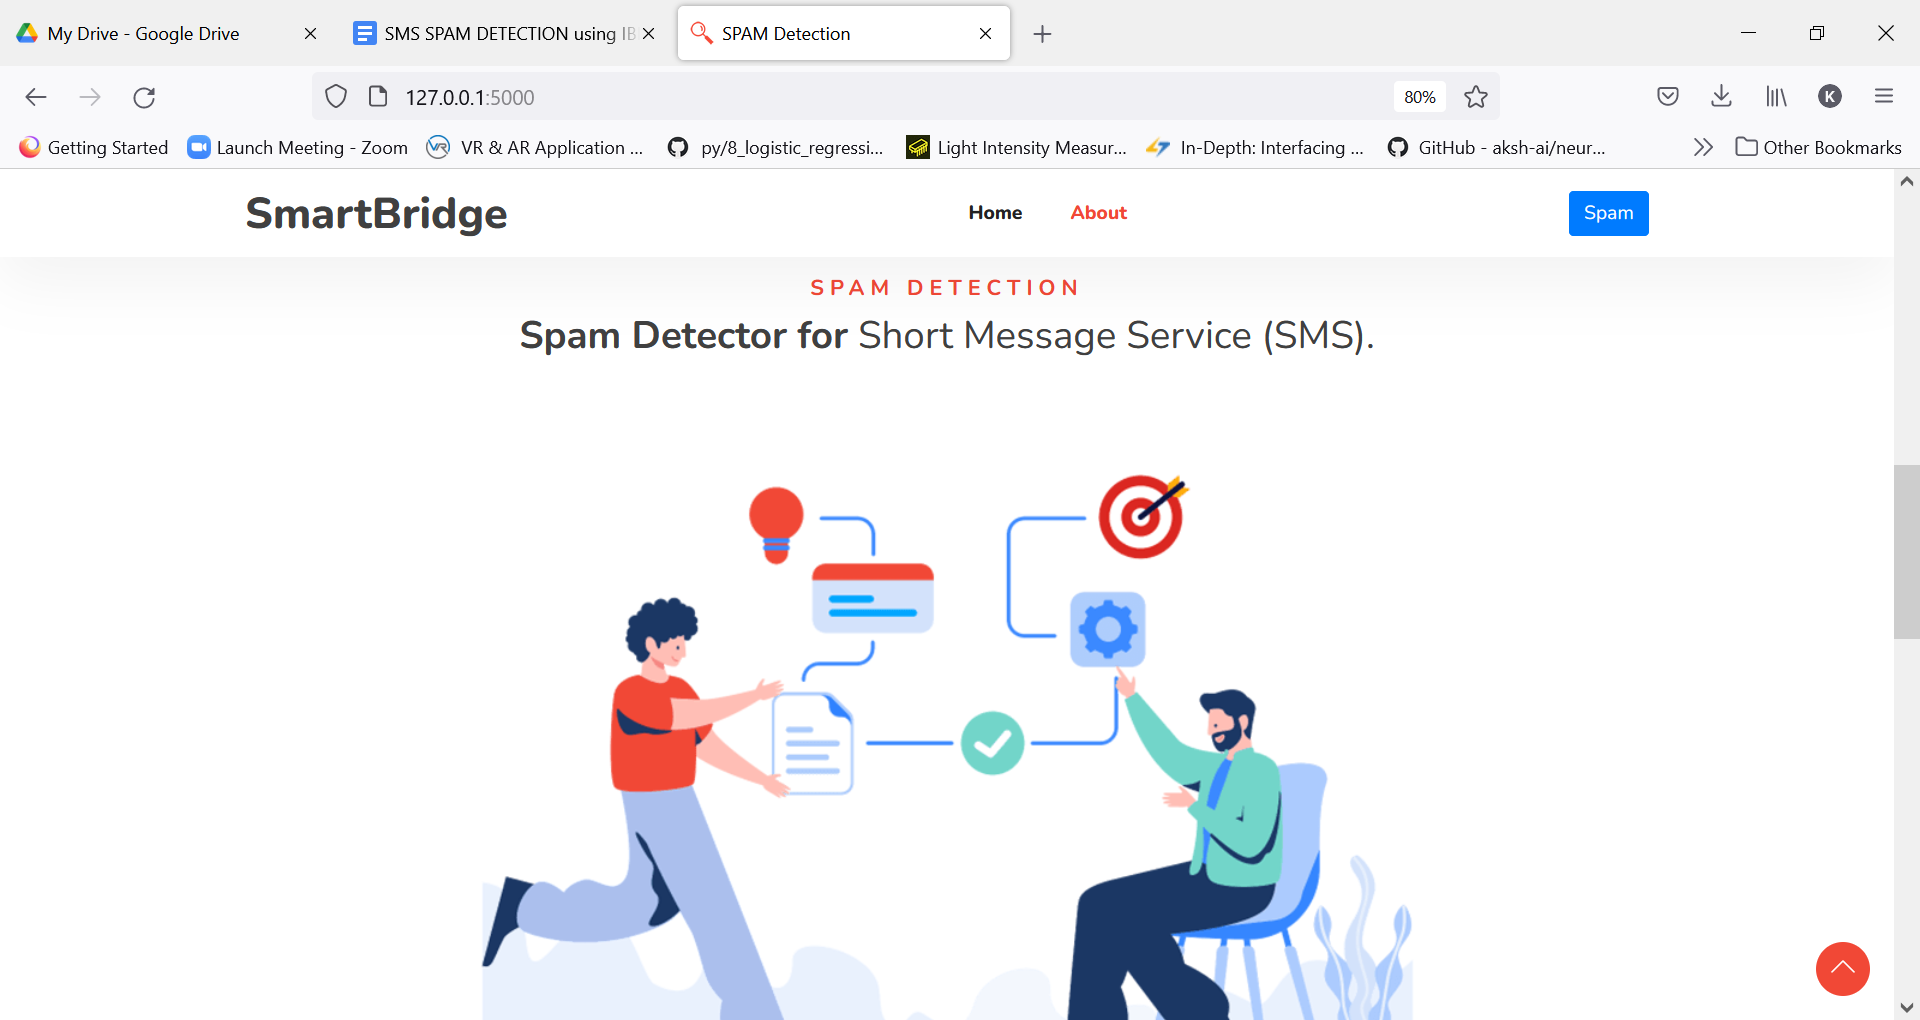 My Drive - Google Drive
SMS SPAM DETECTION using IB
SPAM Detection
127.0.0.1:5000
80%
K
Getting Started
Launch Meeting - Zoom
VR & AR Application ...
py/8_logistic_regressi...
Light Intensity Measur...
In-Depth: Interfacing ...
GitHub - aksh-ai/neur...
Other Bookmarks
SmartBridge
Home
About
Spam
SPAM DETECTION
Spam Detector for Short Message Service (SMS).